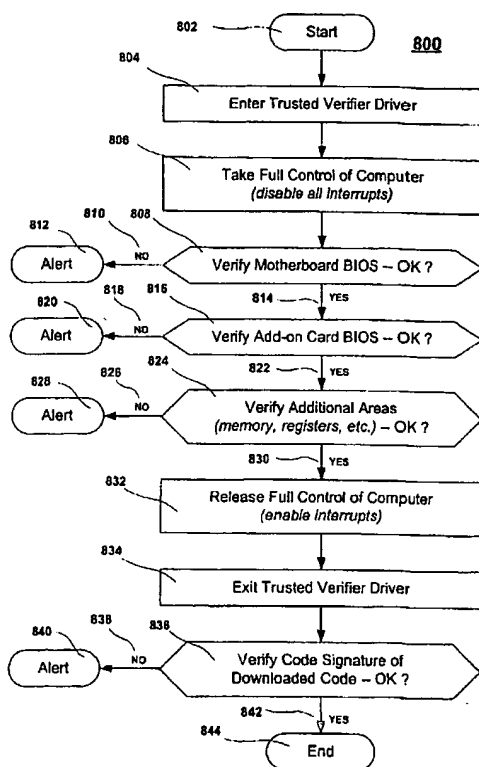 802
Start
800
804
Enter Trusted Verifier Driver
806
Take Full Control of Computer
(disable all interrupts)
812
810
NO
808
Alert
Verify Motherboard BIOS – OK ?
814
YES
820
818
NO
816
Alert
Verify Add-on Card BIOS – OK ?
822
YES
828
826
NO
824
Alert
Verify Additional Areas
(memory, registers, etc.) – OK ?
830
YES
832
Release Full Control of Computer
(enable interrupts)
834
Exit Trusted Verifier Driver
840
838
NO
836
Alert
Verify Code Signature of
Downloaded Code – OK ?
842
YES
844
End